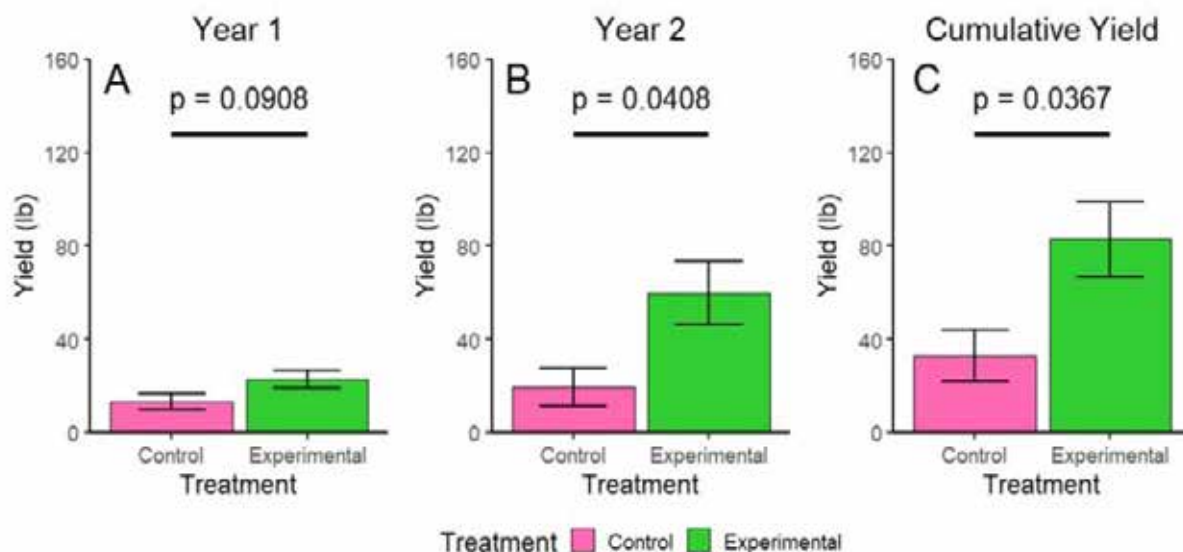 Year 1
A
p = 0.0908
160
120
80
40
0
Yield (lb)
Control Experimental
Treatment
Year 2
B
p = 0.0408
160
120
80
40
0
Yield (lb)
Control Experimental
Treatment
Cumulative Yield
C
p = 0.0367
160
120
80
40
0
Yield (lb)
Control Experimental
Treatment
Treatment Control Experimental